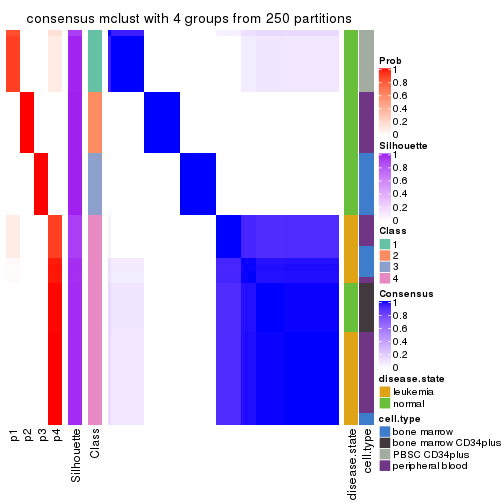 consensus mclust with 4 groups from 250 partitions
Prob
1
0.8
0.6
0.4
0.2
0
Silhouette
1
0.8
0.6
0.4
0.2
0
Class
1
2
3
4
Consensus
1
0.8
0.6
0.4
0.2
0
disease.state
leukemia
normal
cell.type
bone marrow
bone marrow CD34plus
PBSC CD34plus
peripheral blood
p1
p2
p3
p4
Silhouette
Class
disease.state
cell.type